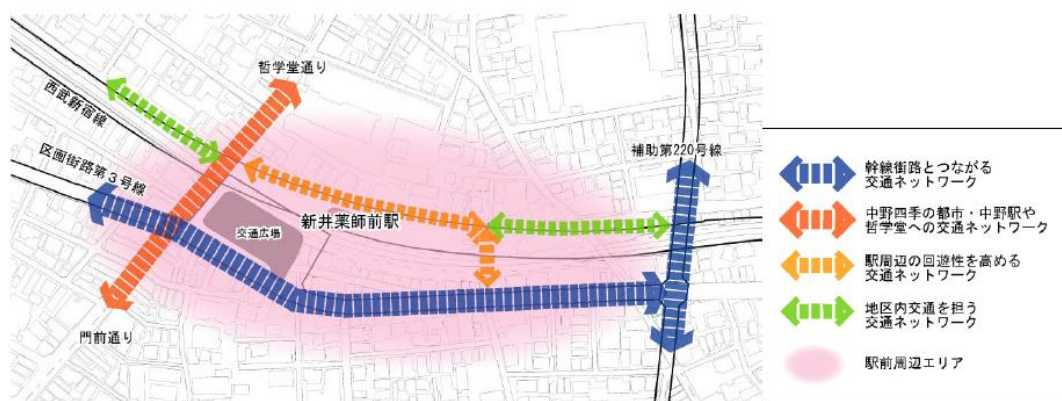 哲学堂通り
西武新宿線
区画街路第3号線
補助第220号線
交通広場
新井薬師前駅
門前通り
幹線街路とつながる
交通ネットワーク
中野四季の都市・中野駅や
哲学堂への交通ネットワーク
駅周辺の回遊性を高める
交通ネットワーク
地区内交通を担う
交通ネットワーク
駅前周辺エリア